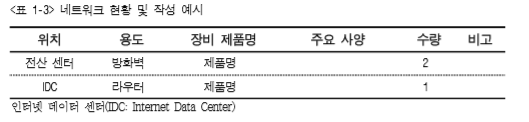 <표 1-3> 네트워크 현황 및 작성 예시
위치 용도 장비 제품명 주요 사양 수량 비고
전산 센터 방화벽 제품명 2
IDC 라우터 제품명 1
인터넷 데이터 센터(IDC: Internet Data Center)